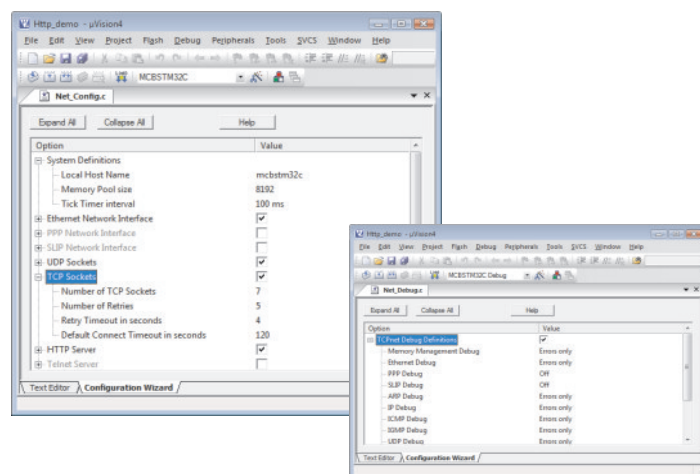 Http_demo - µVision4
File Edit View Project Flash Debug Peripherals Tools SVCS Window Help
MCBSTM32C
Net_Config.c
Expand All Collapse All Help
Option Value
System Definitions
Local Host Name mcbstm32c
Memory Pool size 8192
Tick Timer interval 100 ms
Ethernet Network Interface
PPP Network Interface
SLIP Network Interface
UDP Sockets
TCP Sockets
Number of TCP Sockets 7
Number of Retries 5
Retry Timeout in seconds 4
Default Connect Timeout in seconds 120
HTTP Server
Telnet Server
Text Editor Configuration Wizard
Http_demo - µVision4
File Edit View Project Flash Debug Peripherals Tools SVCS Window Help
MCBSTM32C Debug
Net_Debug.c
Expand All Collapse All Help
Option Value
TCPnet Debug Definitions
Memory Management Debug Errors only
Ethernet Debug Errors only
PPP Debug Off
SLIP Debug Off
ARP Debug Errors only
IP Debug Errors only
ICMP Debug Errors only
IGMP Debug Errors only
UDP Debug Errors only
Text Editor Configuration Wizard